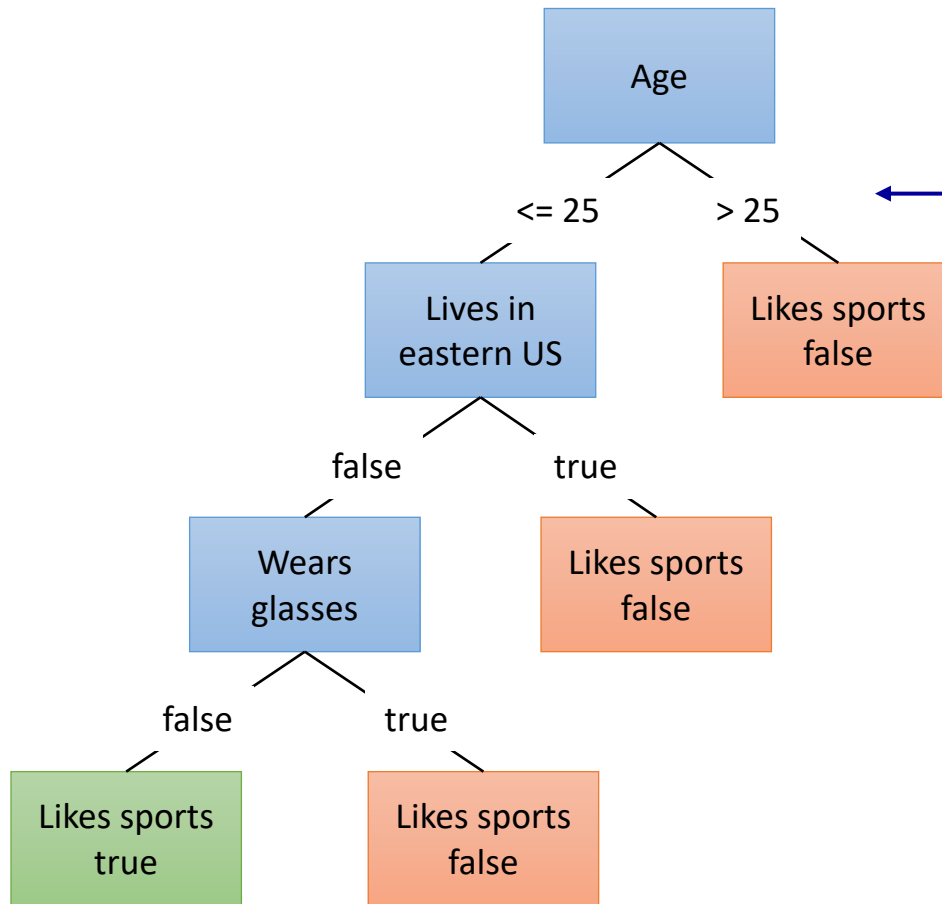 Age
<= 25
> 25
Lives in
eastern US
Likes sports
false
false
true
Wears
glasses
Likes sports
false
false
true
Likes sports
true
Likes sports
false